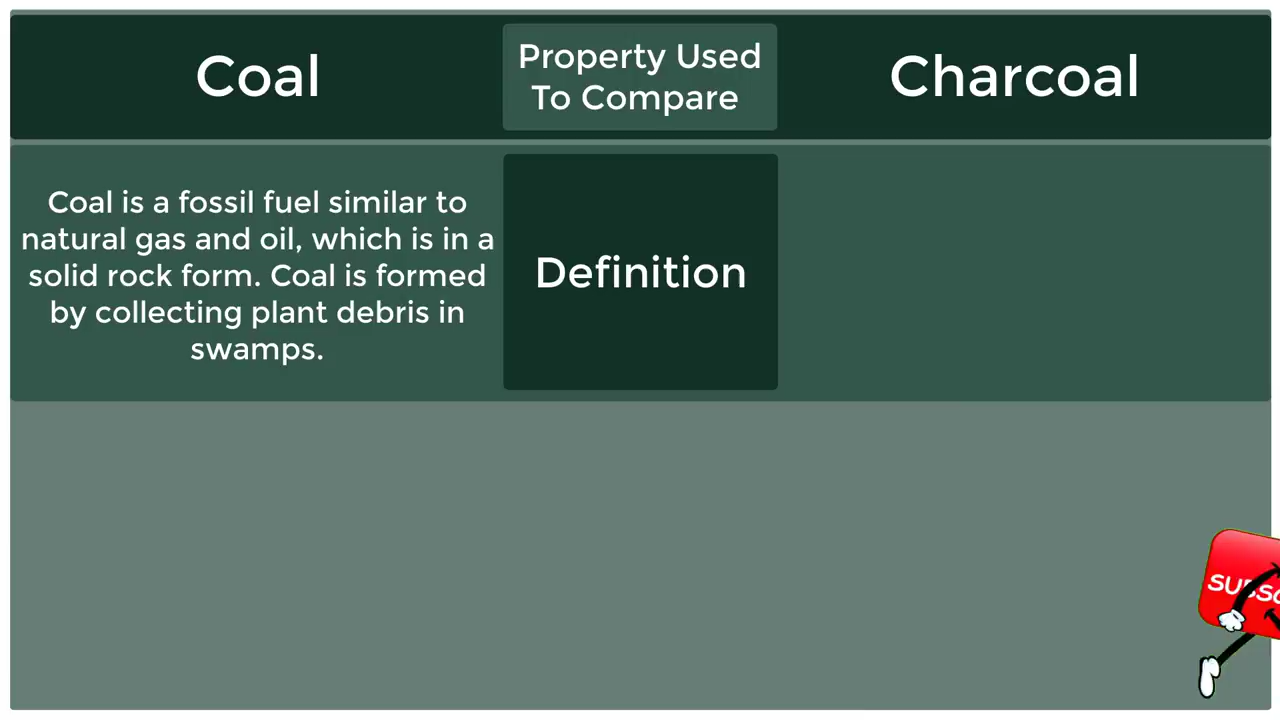 Coal
Property Used
To Compare
Charcoal
Coal is a fossil fuel similar to
natural gas and oil, which is in a
solid rock form. Coal is formed
by collecting plant debris in
swamps.
Definition